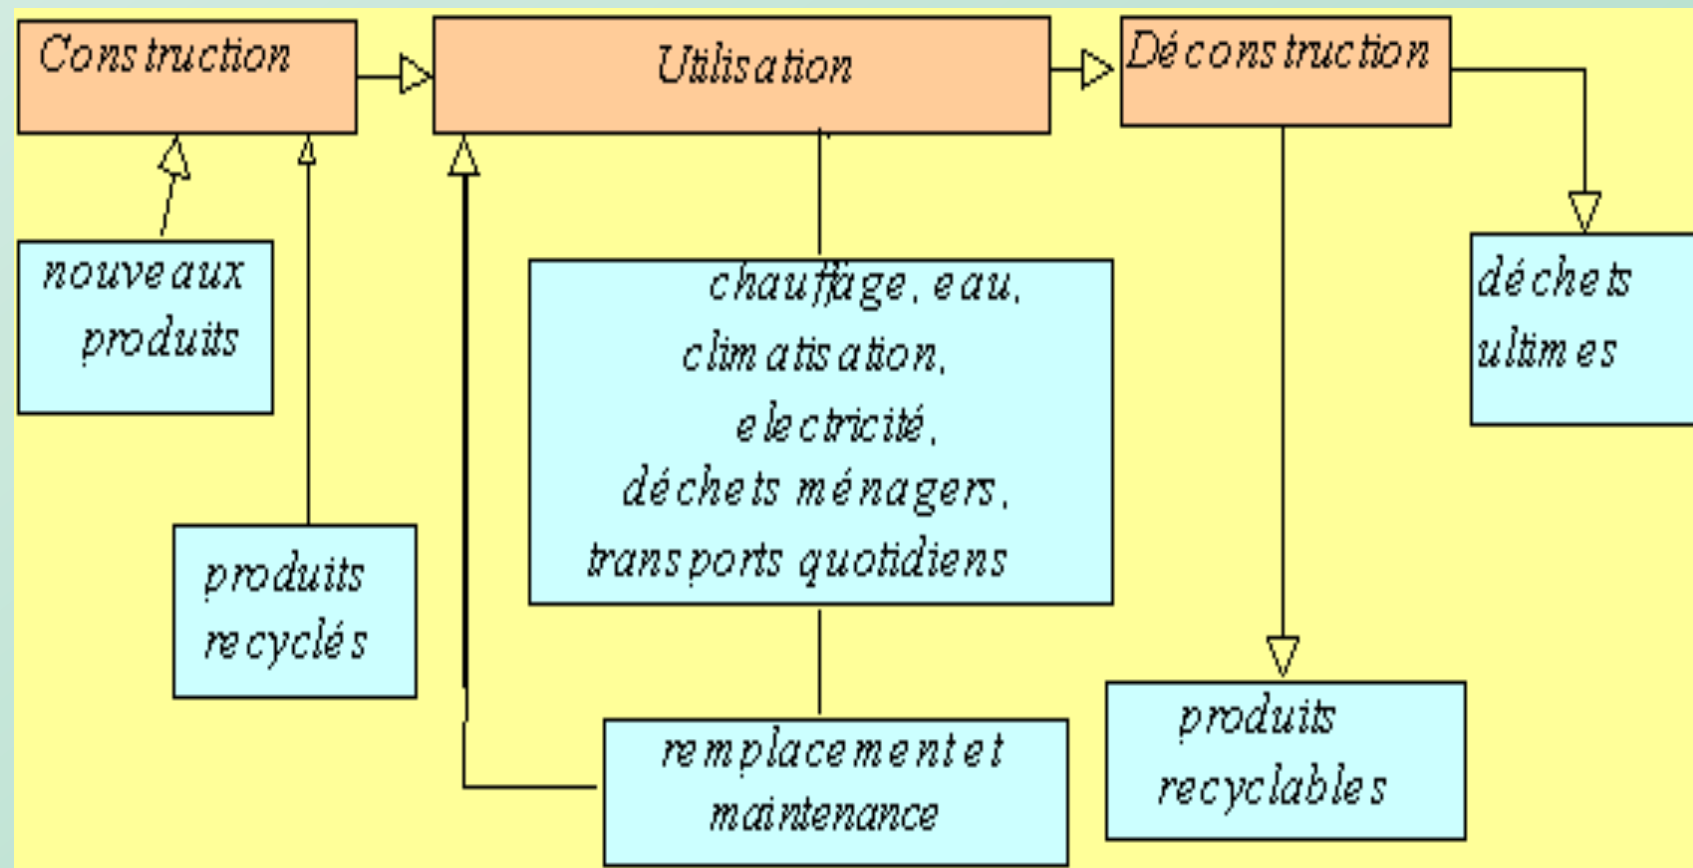 Construction
Utilisation
Déconstruction
nouveaux
produits
produits
recyclés
chauffage, eau,
climatisation,
electricité,
déchets ménagers,
transports quotidiens
remplacement et
maintenance
produits
recyclables
déchets
ultimes